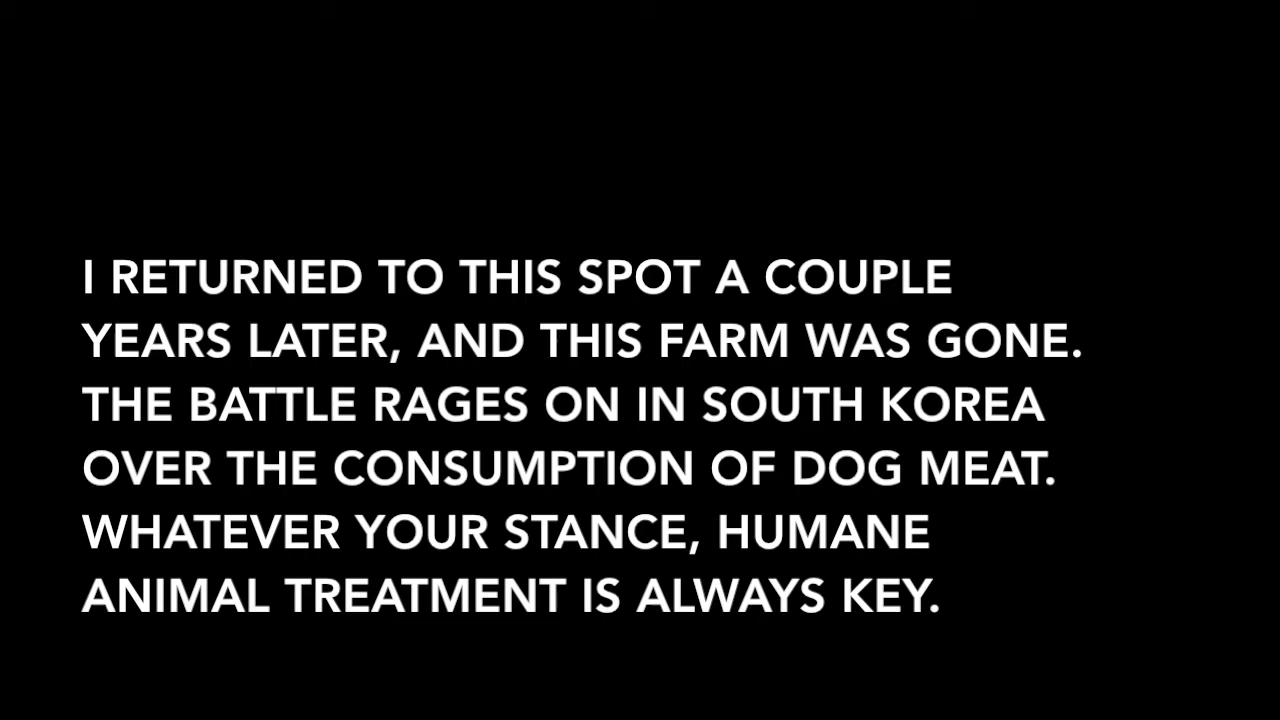 I RETURNED TO THIS SPOT A COUPLE
YEARS LATER, AND THIS FARM WAS GONE.
THE BATTLE RAGES ON IN SOUTH KOREA
OVER THE CONSUMPTION OF DOG MEAT.
WHATEVER YOUR STANCE, HUMANE
ANIMAL TREATMENT IS ALWAYS KEY.